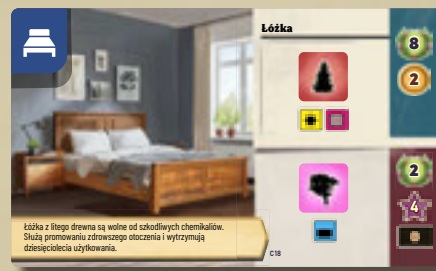 Łóżka
8
2
2
4
Łóżka z litego drewna są wolne od szkodliwych chemikaliów.
Służą promowaniu zdrowszego otoczenia i wytrzymują
dziesięciolecia użytkowania.
C18